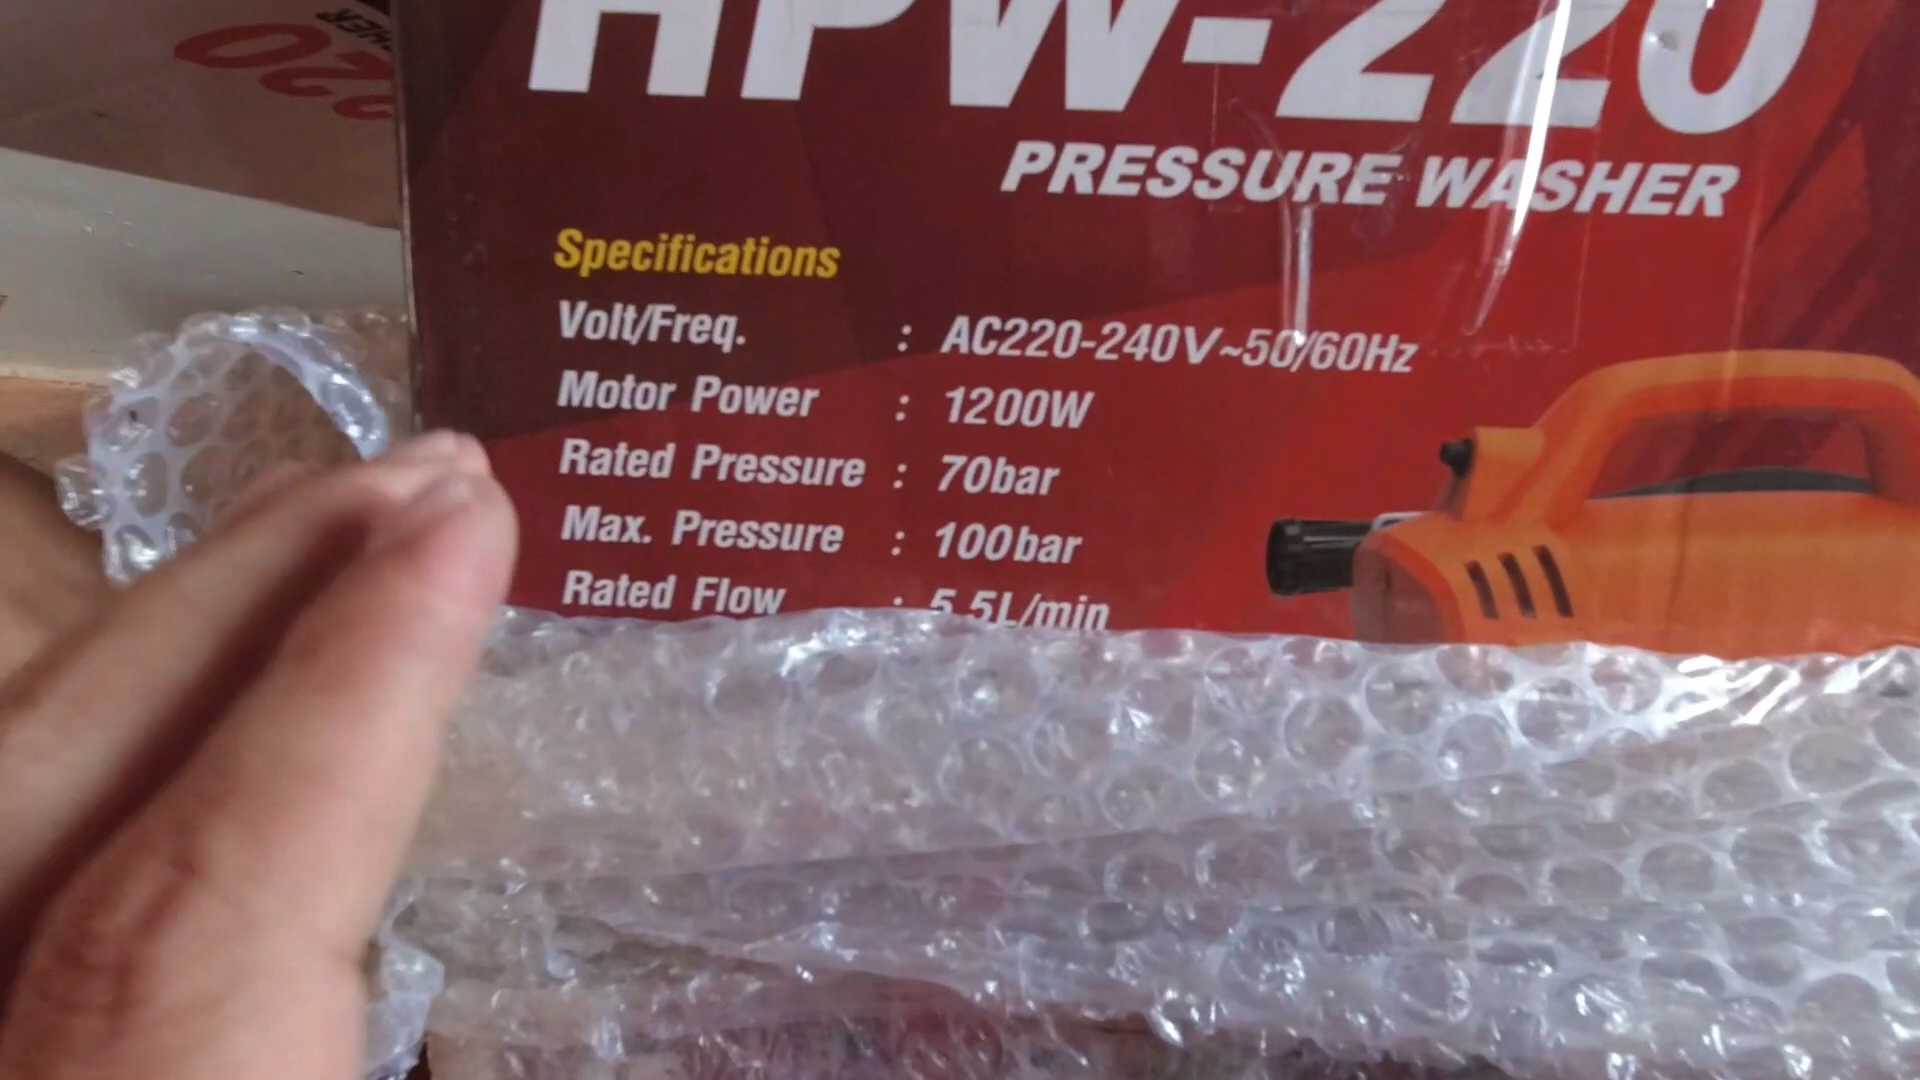 HPW-220
PRESSURE WASHER
Specifications
Volt/Freq. : AC220-240V~50/60Hz
Motor Power : 1200W
Rated Pressure : 70bar
Max. Pressure : 100bar
Rated Flow : 5.5L/min
220